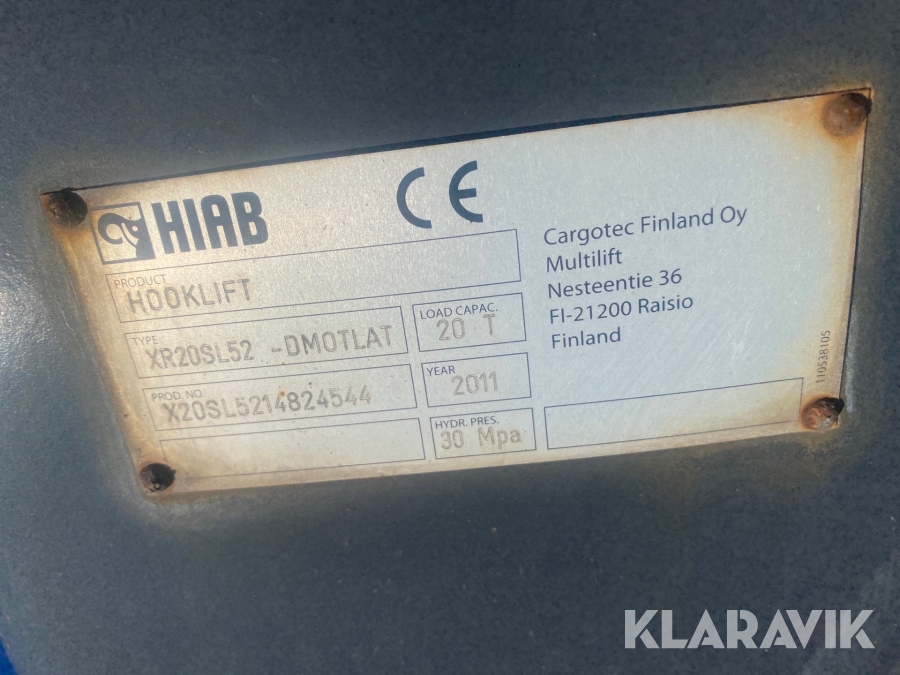 HIAB
CE
PRODUCT
HOOKLIFT
TYPE
XR20SL52 -DMOTLAT
LOAD CAPAC.
20 T
PROD. NO.
X20SL5214824544
YEAR
2011
HYDR. PRES.
30 Mpa
Cargotec Finland Oy
Multilift
Nesteentie 36
FI-21200 Raisio
Finland
110538105
KLARAVIK